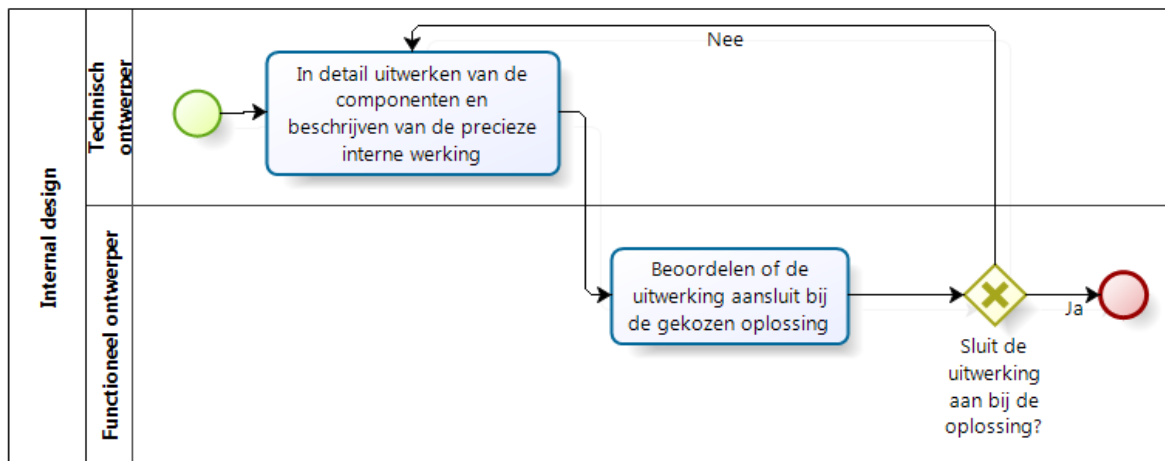 Internal design
Technisch
ontwerper
Nee
In detail uitwerken van de
componenten en
beschrijven van de precieze
interne werking
Functioneel ontwerper
Beoordelen of de
uitwerking aansluit bij
de gekozen oplossing
Ja
Sluit de
uitwerking
aan bij de
oplossing?